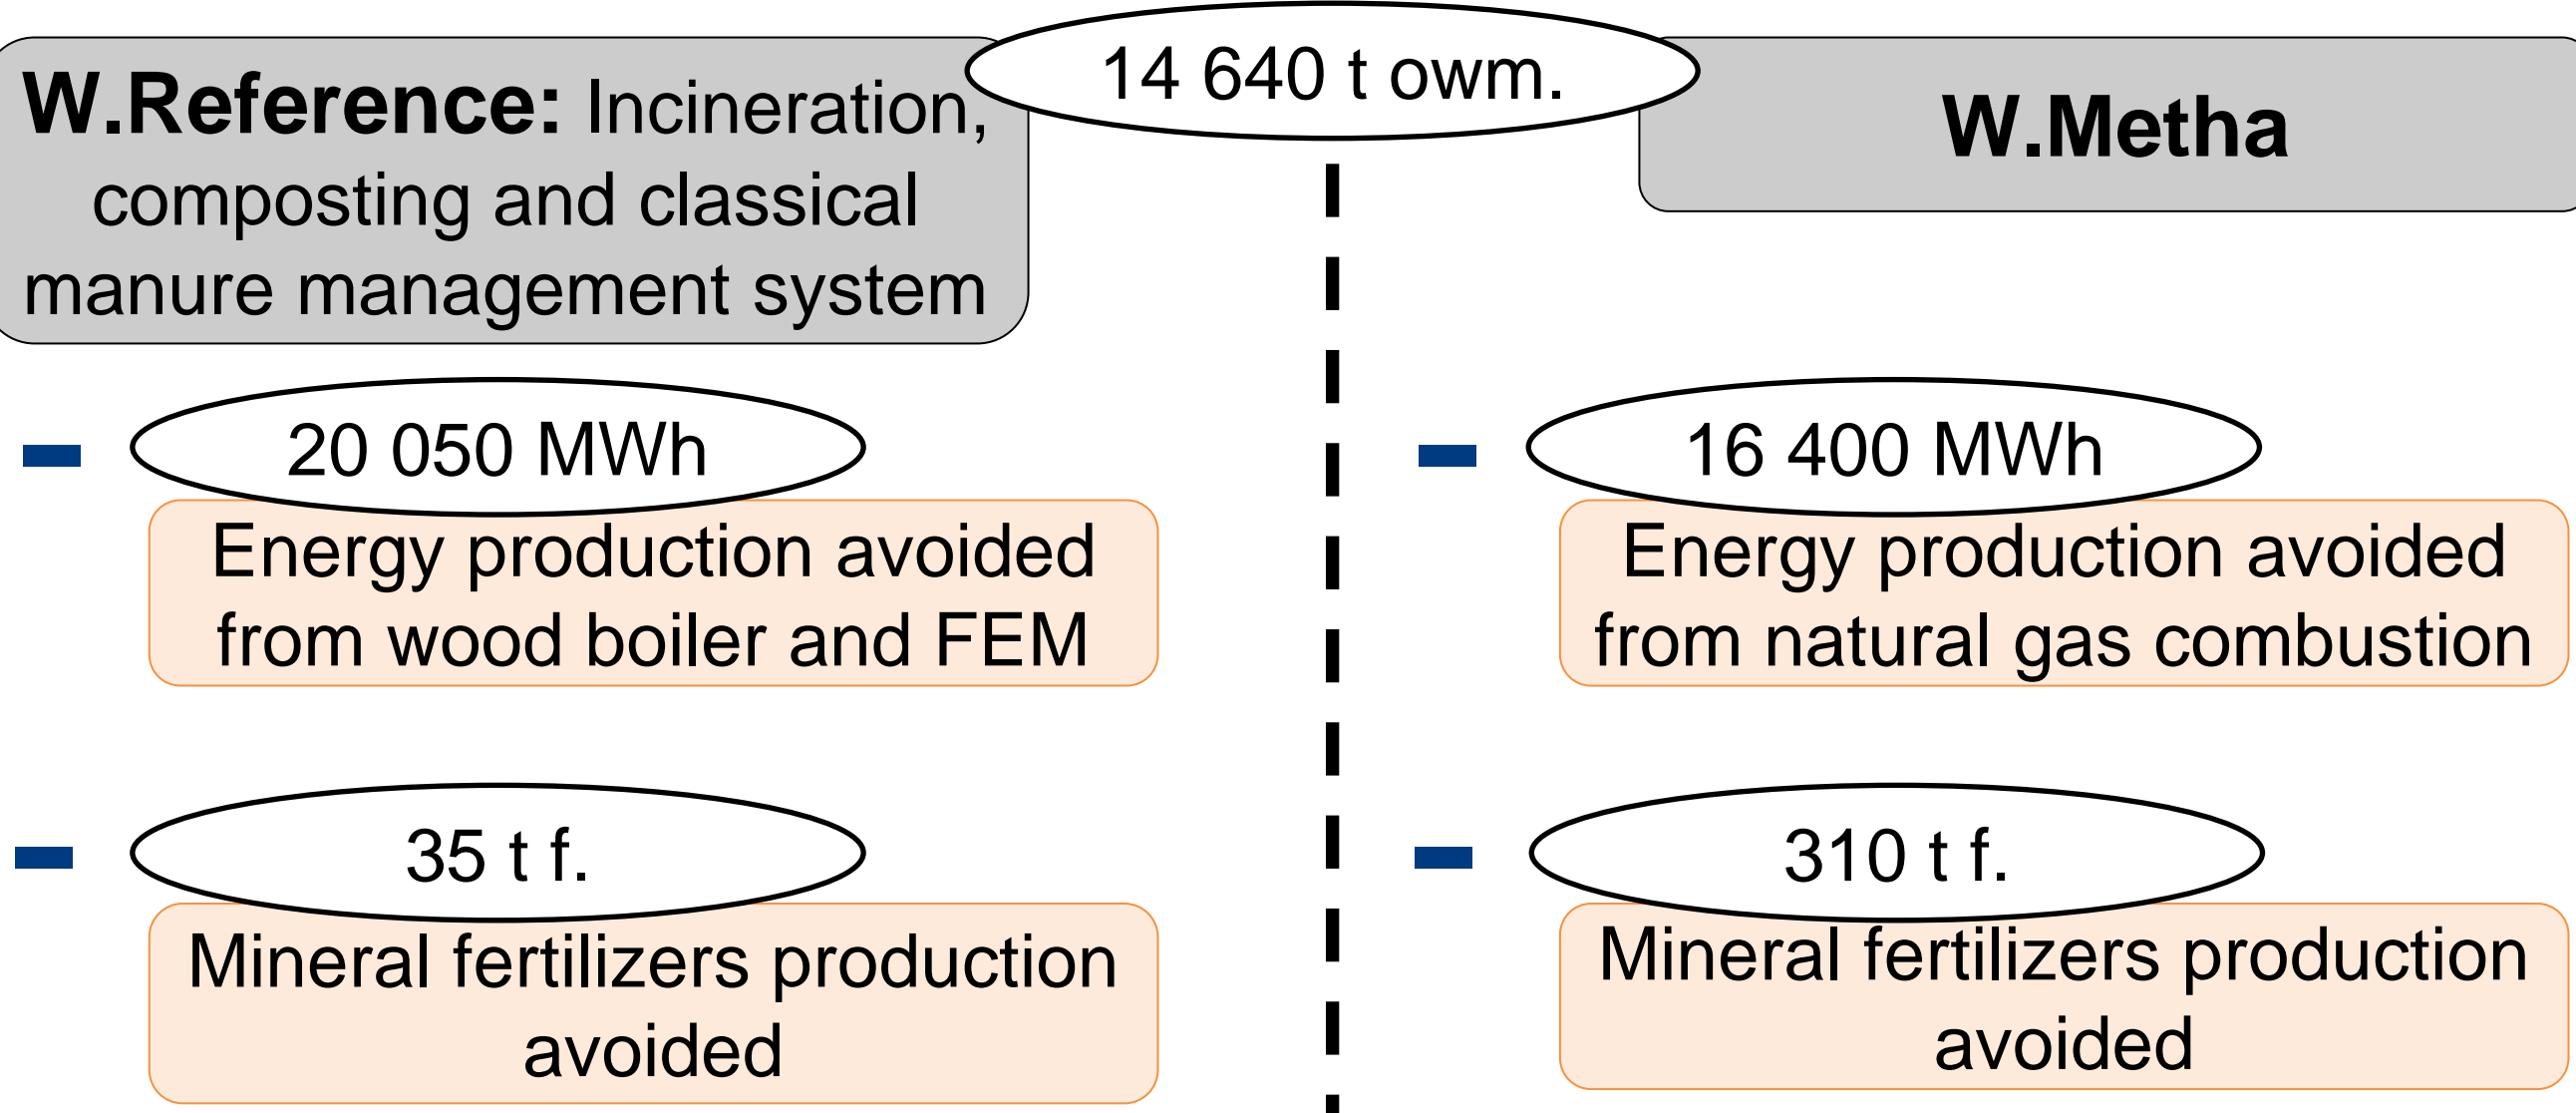 14 640 t owm.
W.Reference: Incineration,
composting and classical
manure management system
W.Metha
20 050 MWh
Energy production avoided
from wood boiler and FEM
16 400 MWh
Energy production avoided
from natural gas combustion
35 t f.
Mineral fertilizers production
avoided
310 t f.
Mineral fertilizers production
avoided